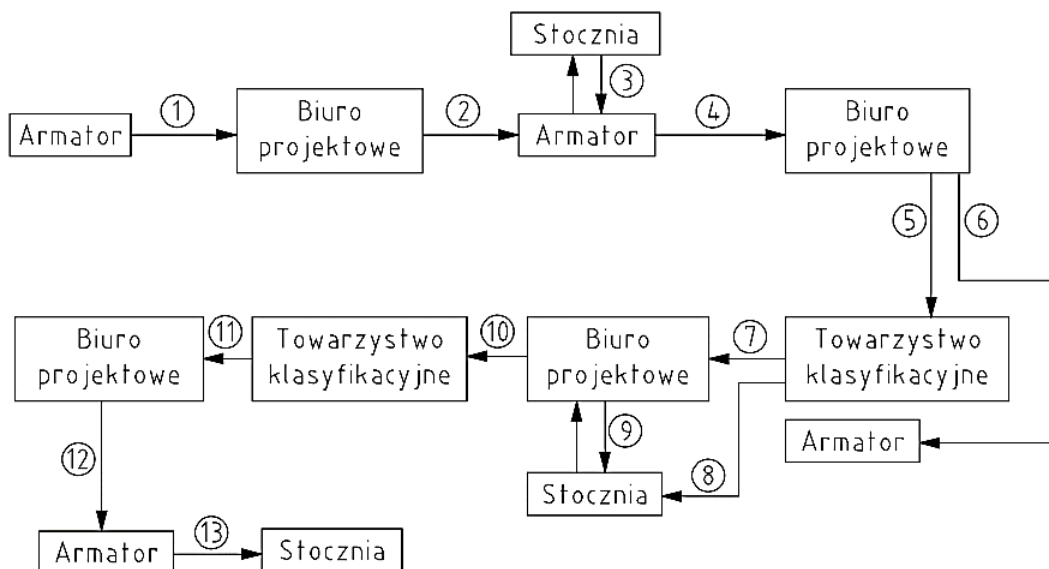 Stocznia
3
Armator
1
Biuro
projektowe
2
Armator
4
Biuro
projektowe
5
6
Biuro
projektowe
11
Towarzystwo
klasyfikacyjne
10
Biuro
projektowe
7
Towarzystwo
klasyfikacyjne
9
8
Armator
12
Stocznia
Armator
13
Stocznia